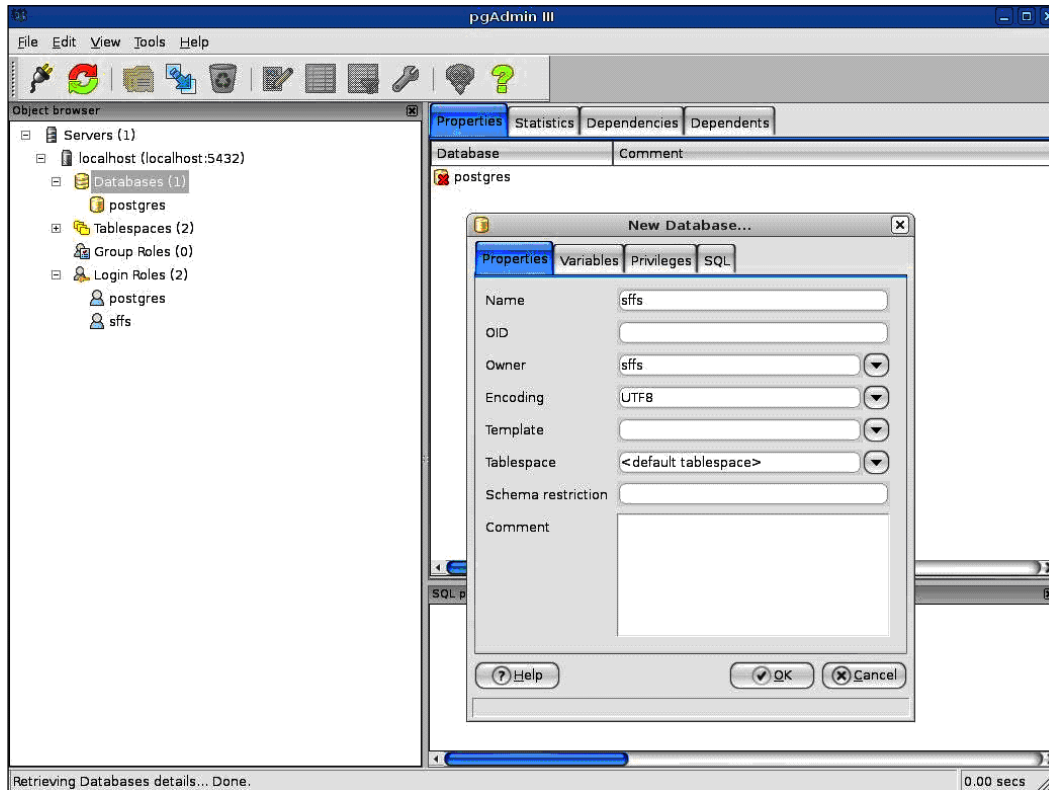 pgAdmin III
File Edit View Tools Help
Object browser
Servers (1)
localhost (localhost:5432)
Databases (1)
postgres
Tablespaces (2)
Group Roles (0)
Login Roles (2)
postgres
sffs
Properties Statistics Dependencies Dependents
Database Comment
postgres
New Database...
Properties Variables Privileges SQL
Name sffs
OID
Owner sffs
Encoding UTF8
Template
Tablespace <default tablespace>
Schema restriction
Comment
Help OK Cancel
SQL p
Retrieving Databases details... Done. 0.00 secs